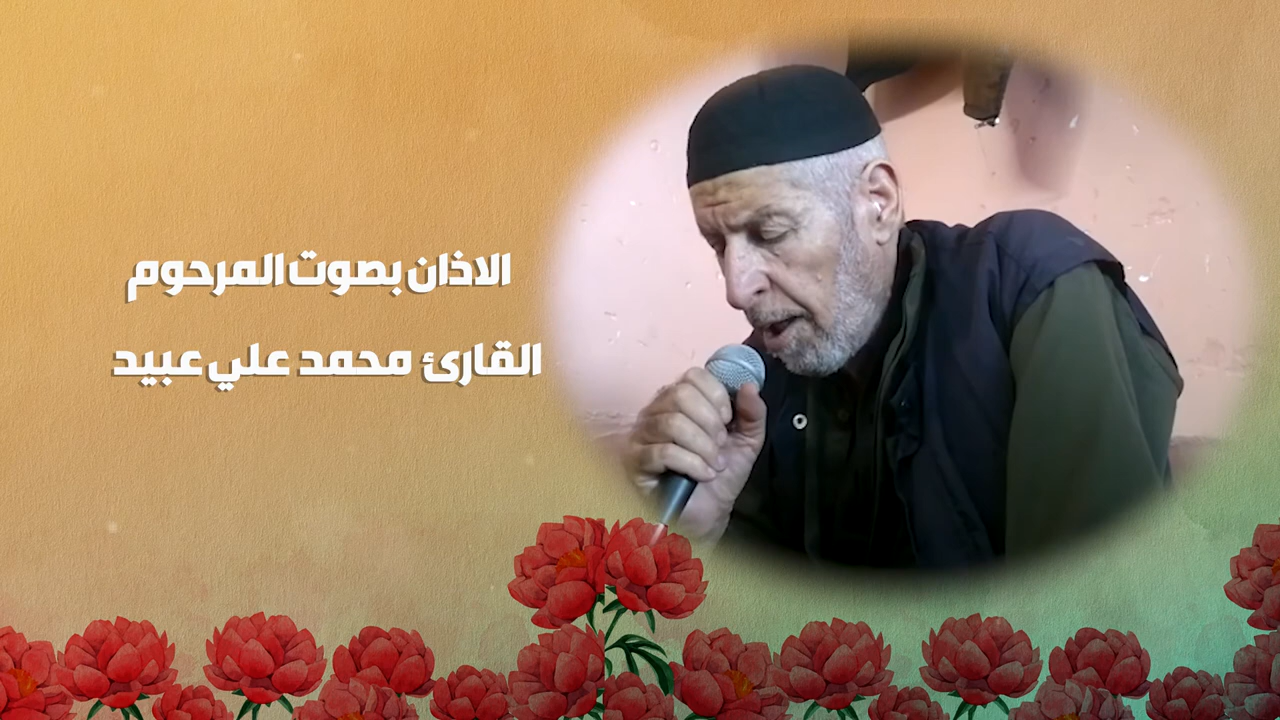 الاذان بصوت المرحوم
القارئ محمد علي عبيد